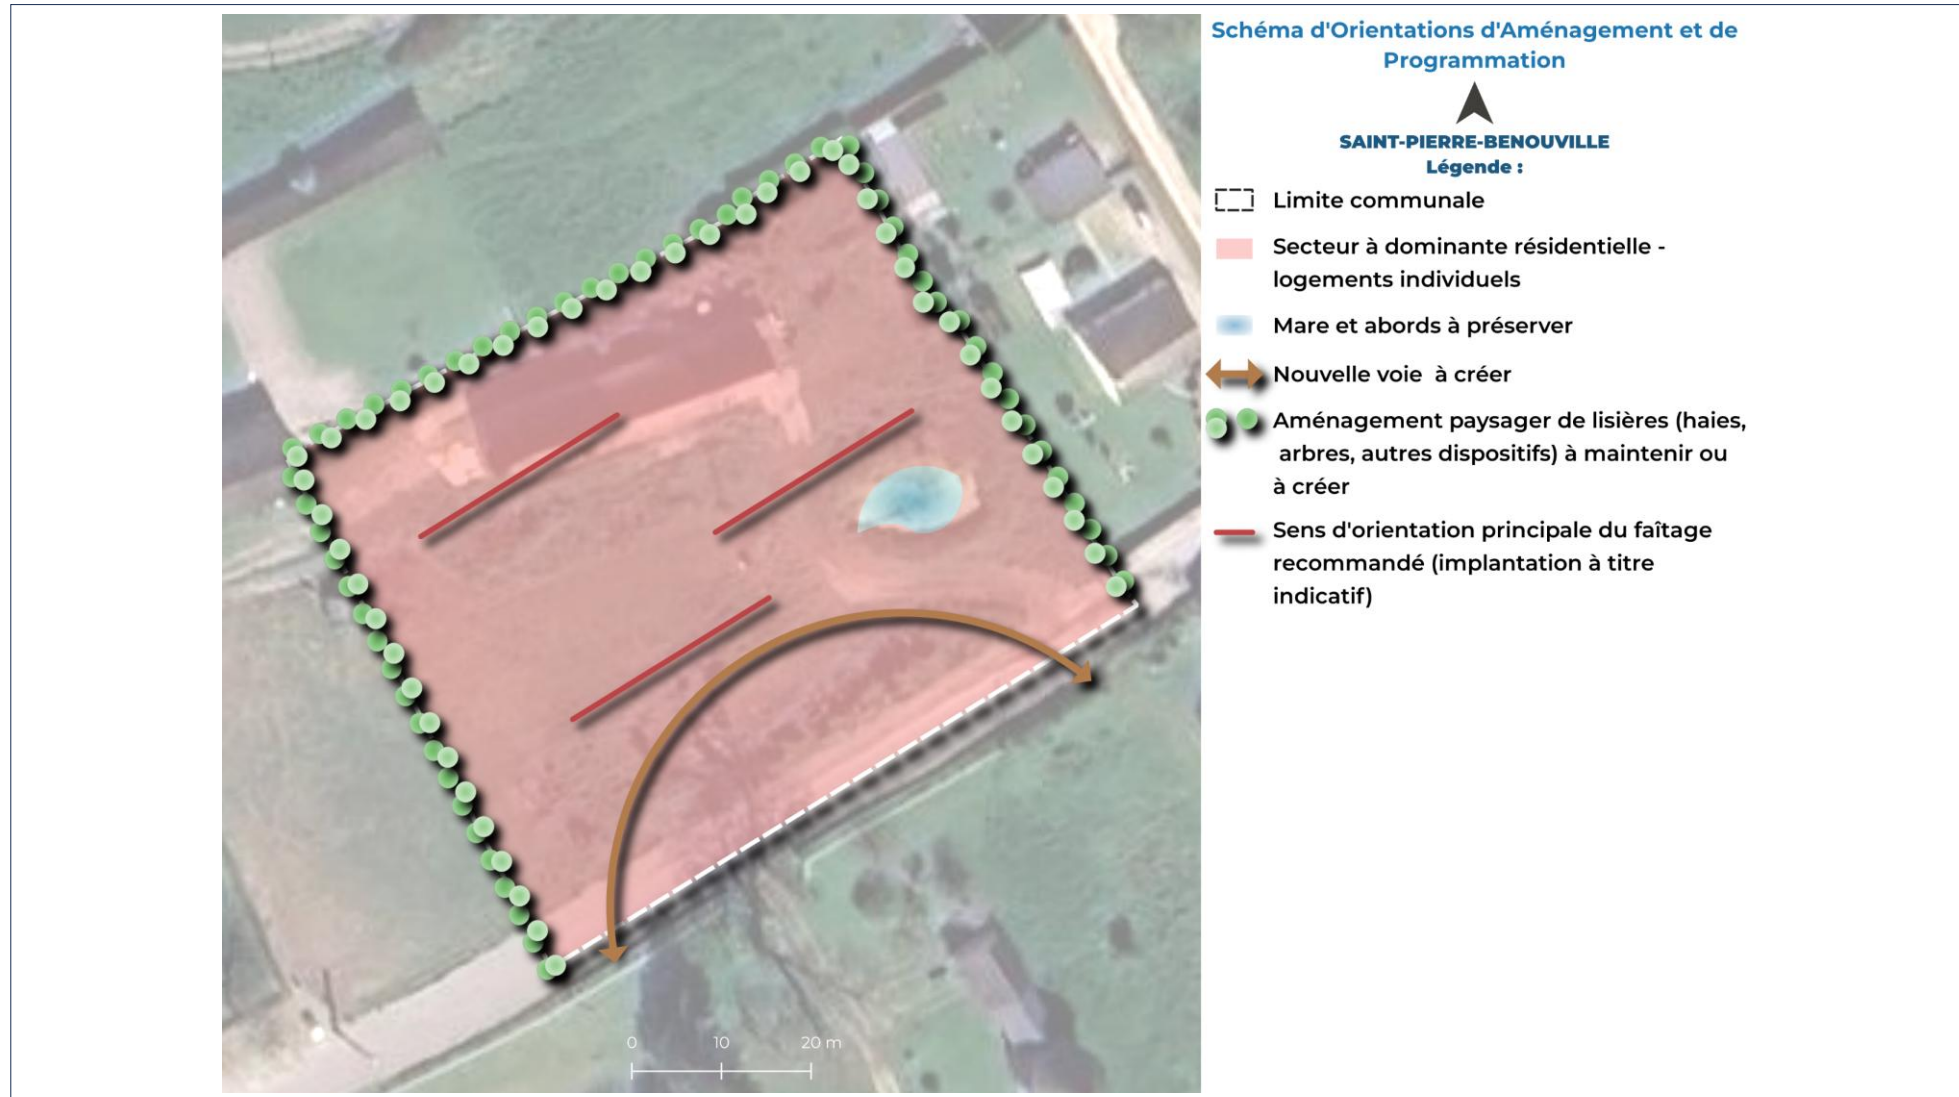 Schéma d'Orientations d'Aménagement et de
Programmation
SAINT-PIERRE-BENOUVILLE
Légende :
Limite communale
Secteur à dominante résidentielle -
logements individuels
Mare et abords à préserver
Nouvelle voie à créer
Aménagement paysager de lisières (haies,
arbres, autres dispositifs) à maintenir ou
à créer
Sens d'orientation principale du faîtage
recommandé (implantation à titre
indicatif)
0 10 20 m